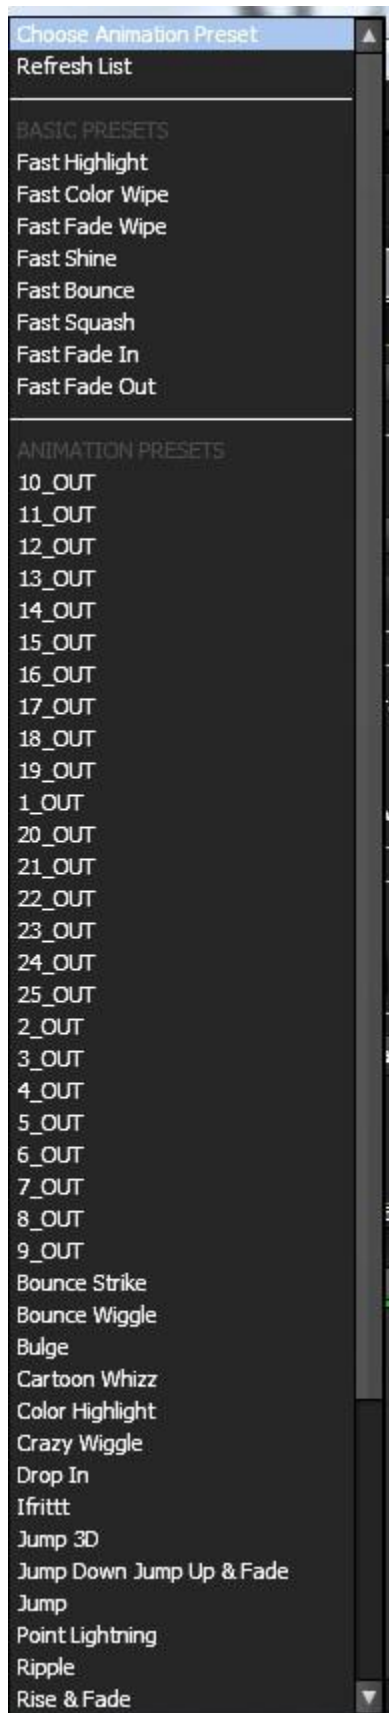 Choose Animation Preset
Refresh List
BASIC PRESETS
Fast Highlight
Fast Color Wipe
Fast Fade Wipe
Fast Shine
Fast Bounce
Fast Squash
Fast Fade In
Fast Fade Out
ANIMATION PRESETS
10_OUT
11_OUT
12_OUT
13_OUT
14_OUT
15_OUT
16_OUT
17_OUT
18_OUT
19_OUT
1_OUT
20_OUT
21_OUT
22_OUT
23_OUT
24_OUT
25_OUT
2_OUT
3_OUT
4_OUT
5_OUT
6_OUT
7_OUT
8_OUT
9_OUT
Bounce Strike
Bounce Wiggle
Bulge
Cartoon Whizz
Color Highlight
Crazy Wiggle
Drop In
Ifrittt
Jump 3D
Jump Down Jump Up & Fade
Jump
Point Lightning
Ripple
Rise & Fade